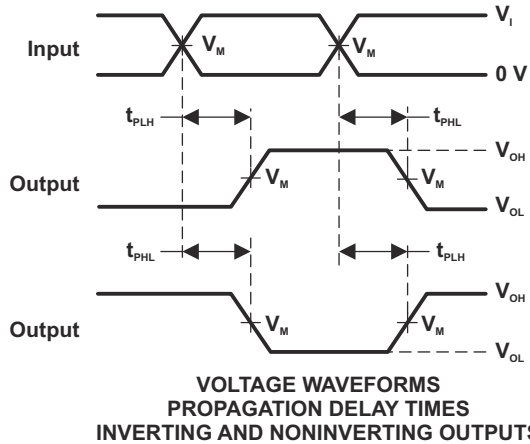 Input
V_M
V_M
V_I
0 V
t_PLH
t_PHL
Output
V_M
V_M
V_OH
V_OL
t_PHL
t_PLH
Output
V_M
V_M
V_OH
V_OL
VOLTAGE WAVEFORMS
PROPAGATION DELAY TIMES
INVERTING AND NONINVERTING OUTPUTS